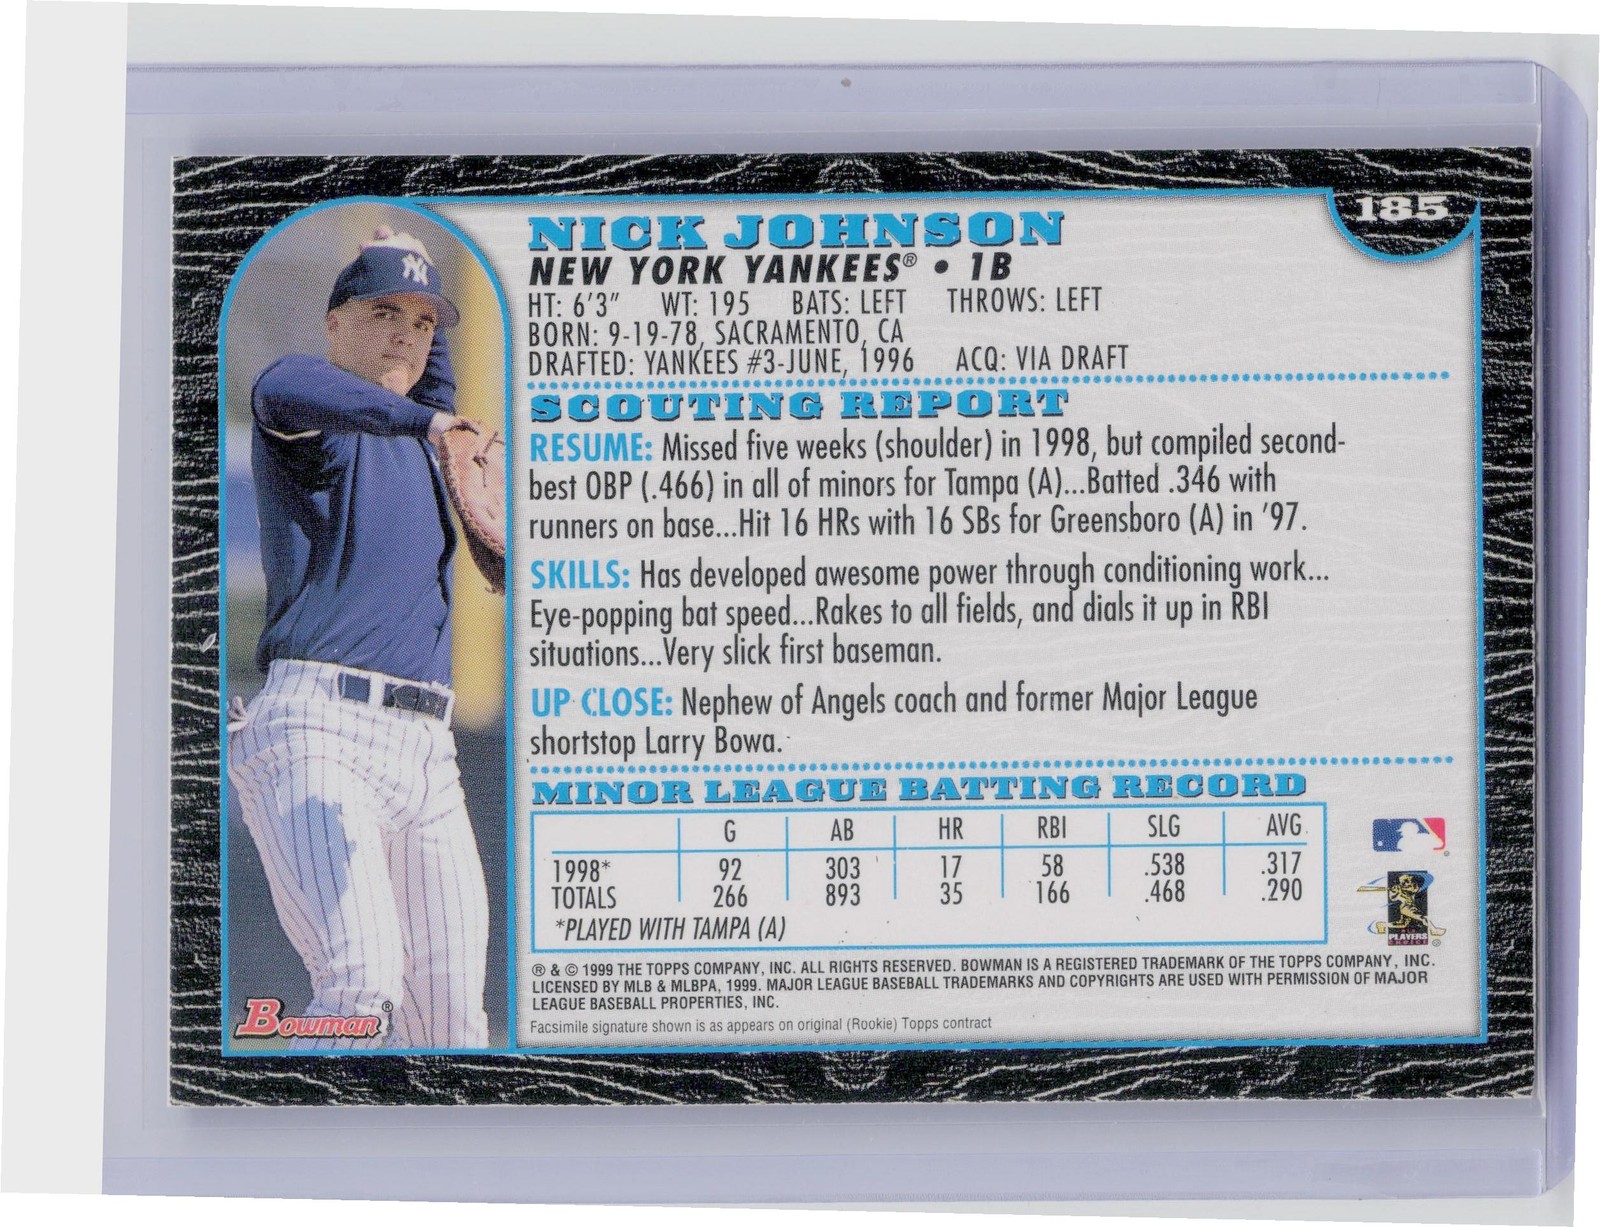 185
NICK JOHNSON
NEW YORK YANKEES® • 1B
HT: 6'3" WT: 195 BATS: LEFT THROWS: LEFT
BORN: 9-19-78, SACRAMENTO, CA
DRAFTED: YANKEES #3-JUNE, 1996 ACQ: VIA DRAFT
SCOUTING REPORT
RESUME: Missed five weeks (shoulder) in 1998, but compiled second-
best OBP (.466) in all of minors for Tampa (A)...Batted .346 with
runners on base...Hit 16 HRs with 16 SBs for Greensboro (A) in '97.
SKILLS: Has developed awesome power through conditioning work...
Eye-popping bat speed...Rakes to all fields, and dials it up in RBI
situations...Very slick first baseman.
UP CLOSE: Nephew of Angels coach and former Major League
shortstop Larry Bowa.
MINOR LEAGUE BATTING RECORD
G AB HR RBI SLG AVG
1998* 92 303 17 58 .538 .317
TOTALS 266 893 35 166 .468 .290
*PLAYED WITH TAMPA (A)
® & © 1999 THE TOPPS COMPANY, INC. ALL RIGHTS RESERVED. BOWMAN IS A REGISTERED TRADEMARK OF THE TOPPS COMPANY, INC.
LICENSED BY MLB & MLBPA, 1999. MAJOR LEAGUE BASEBALL TRADEMARKS AND COPYRIGHTS ARE USED WITH PERMISSION OF MAJOR
LEAGUE BASEBALL PROPERTIES, INC.
Facsimile signature shown is as appears on original (Rookie) Topps contract
Bowman®
NY
PLAYERS
CHOICE